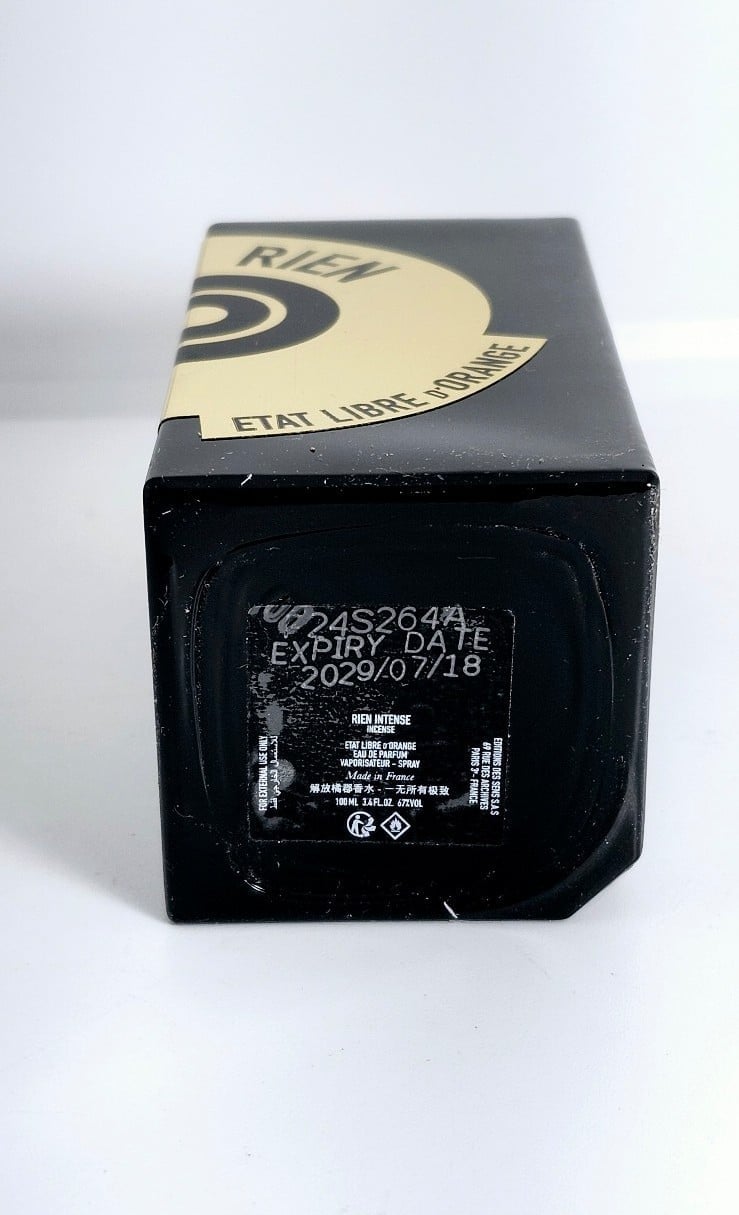 RIEN
ETAT LIBRE D'ORANGE
24S264A
EXPIRY DATE
2029/07/18
RIEN INTENSE
INCENSE
ETAT LIBRE D'ORANGE
EAU DE PARFUM
VAPORISATEUR - SPRAY
Made in France
解放橘郡香水 - 一无所有极致
100 ML 3.4 FL.OZ. 67%VOL
FOR EXTERNAL USE ONLY
للاستعمال الخارجي فقط
EDITIONS DES SENS S.A.S
69 RUE DES ARCHIVES
PARIS 3e - FRANCE